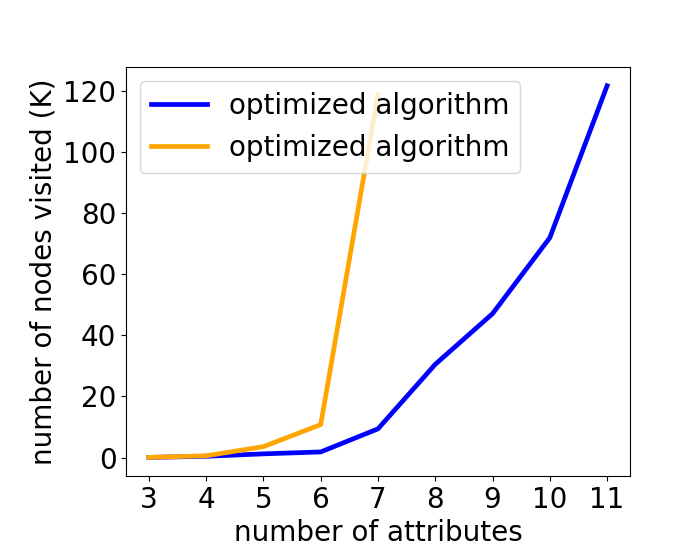 optimized algorithm
optimized algorithm
number of nodes visited (K)
120
100
80
60
40
20
0
3 4 5 6 7 8 9 10 11
number of attributes